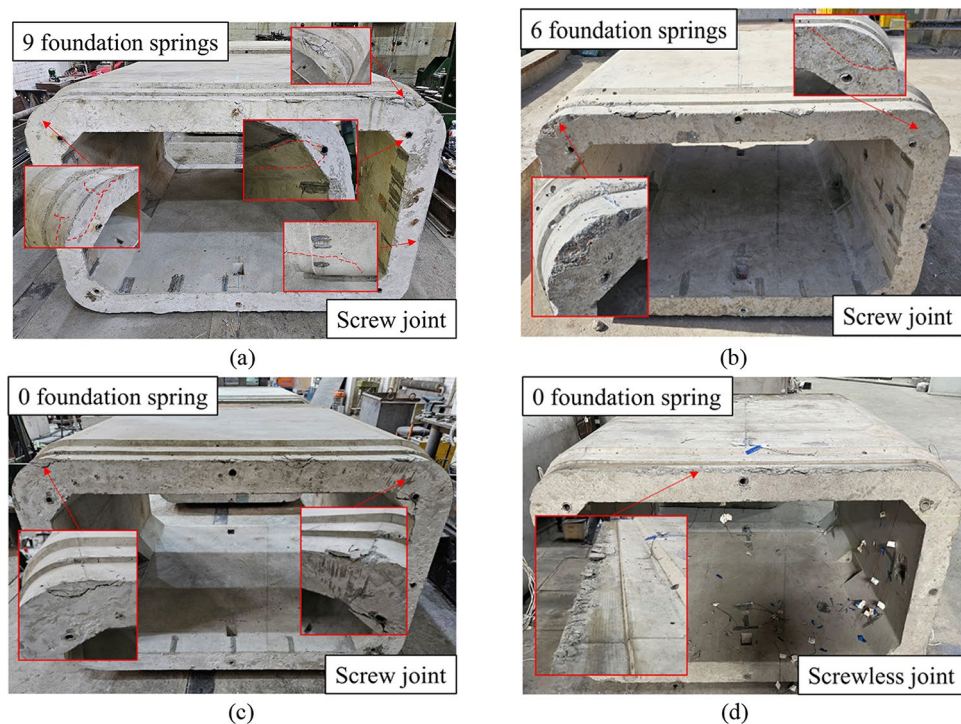 9 foundation springs
Screw joint
(a)
6 foundation springs
Screw joint
(b)
0 foundation spring
Screw joint
(c)
0 foundation spring
Screwless joint
(d)